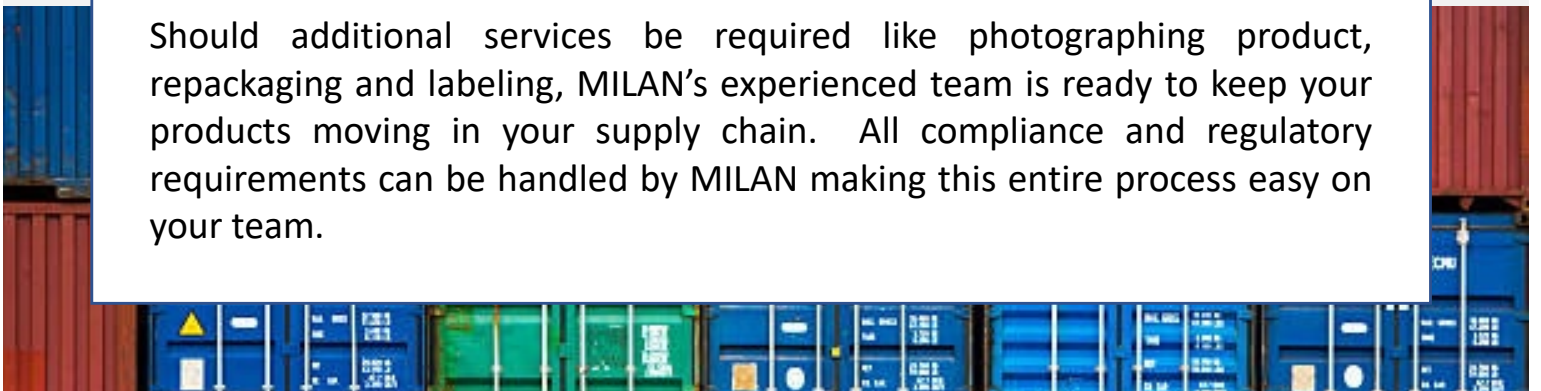 Should additional services be required like photographing product,
repackaging and labeling, MILAN’s experienced team is ready to keep your
products moving in your supply chain.  All compliance and regulatory
requirements can be handled by MILAN making this entire process easy on
your team.